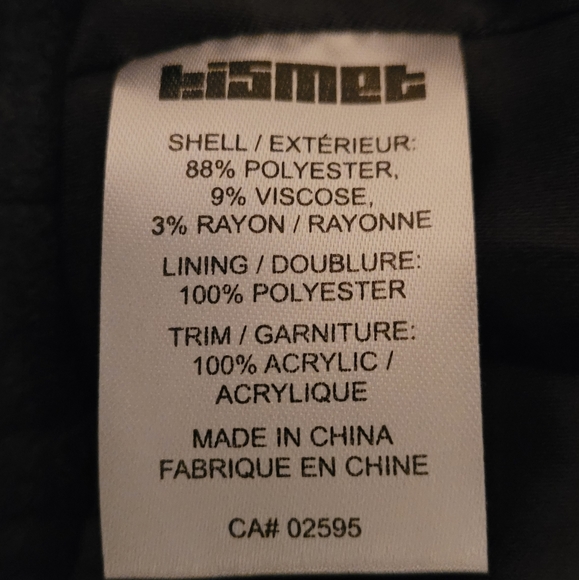 kismet
SHELL / EXTÉRIEUR:
88% POLYESTER,
9% VISCOSE,
3% RAYON / RAYONNE
LINING / DOUBLURE:
100% POLYESTER
TRIM / GARNITURE:
100% ACRYLIC /
ACRYLIQUE
MADE IN CHINA
FABRIQUE EN CHINE
CA# 02595